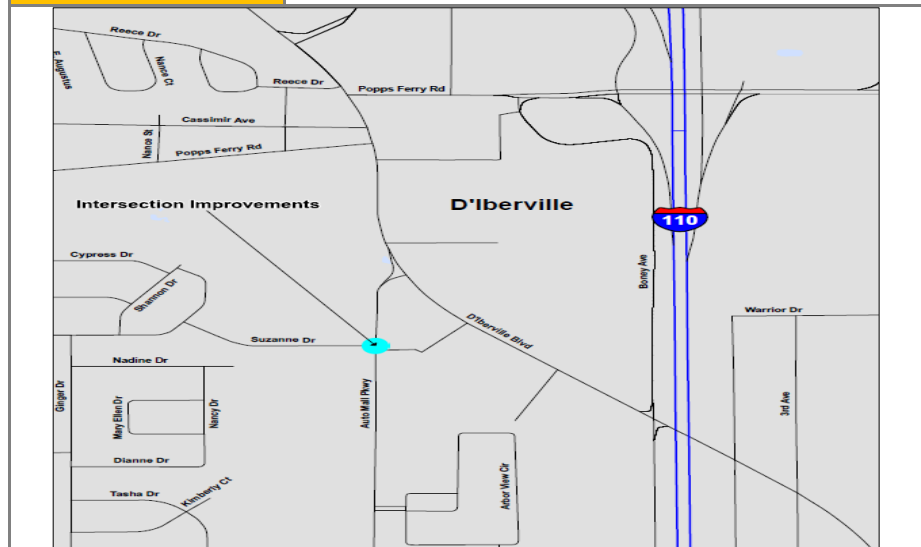 Reece Dr
Nance Ct
F Augustus
Reece Dr
Popps Ferry Rd
Cassimir Ave
Nance St
Popps Ferry Rd
Intersection Improvements
D'Iberville
110
Cypress Dr
Shannon Dr
Boney Ave
Warrior Dr
D'Iberville Blvd
Suzanne Dr
Nadine Dr
Ginger Dr
Mary Ellen Dr
Nancy Dr
Auto Mall Pkwy
3rd Ave
Dianne Dr
Arbor View Cir
Tasha Dr
Kimberly Ct